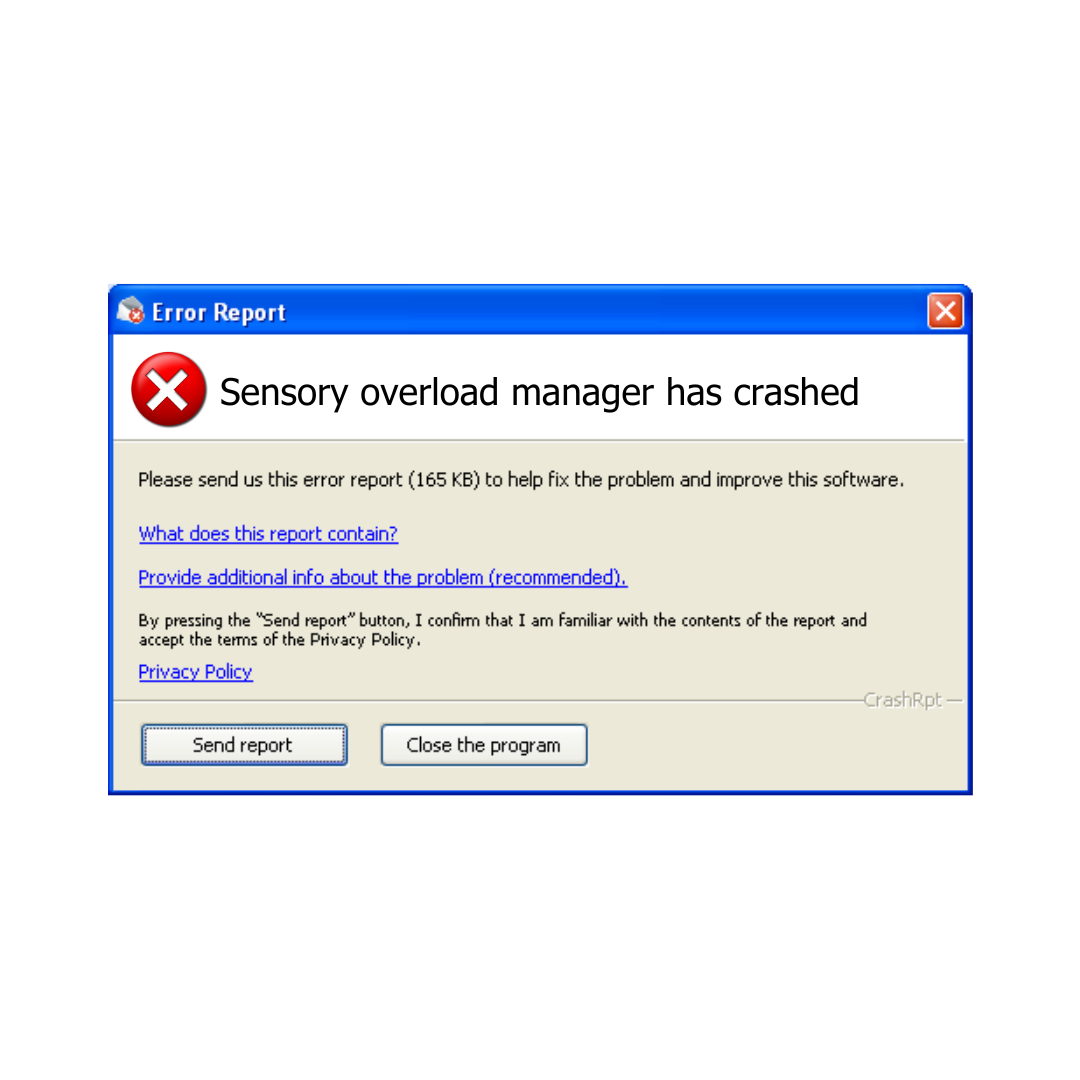 Error Report
Sensory overload manager has crashed
Please send us this error report (165 KB) to help fix the problem and improve this software.
What does this report contain?
Provide additional info about the problem (recommended).
By pressing the "Send report" button, I confirm that I am familiar with the contents of the report and
accept the terms of the Privacy Policy.
Privacy Policy
CrashRpt
Send report
Close the program